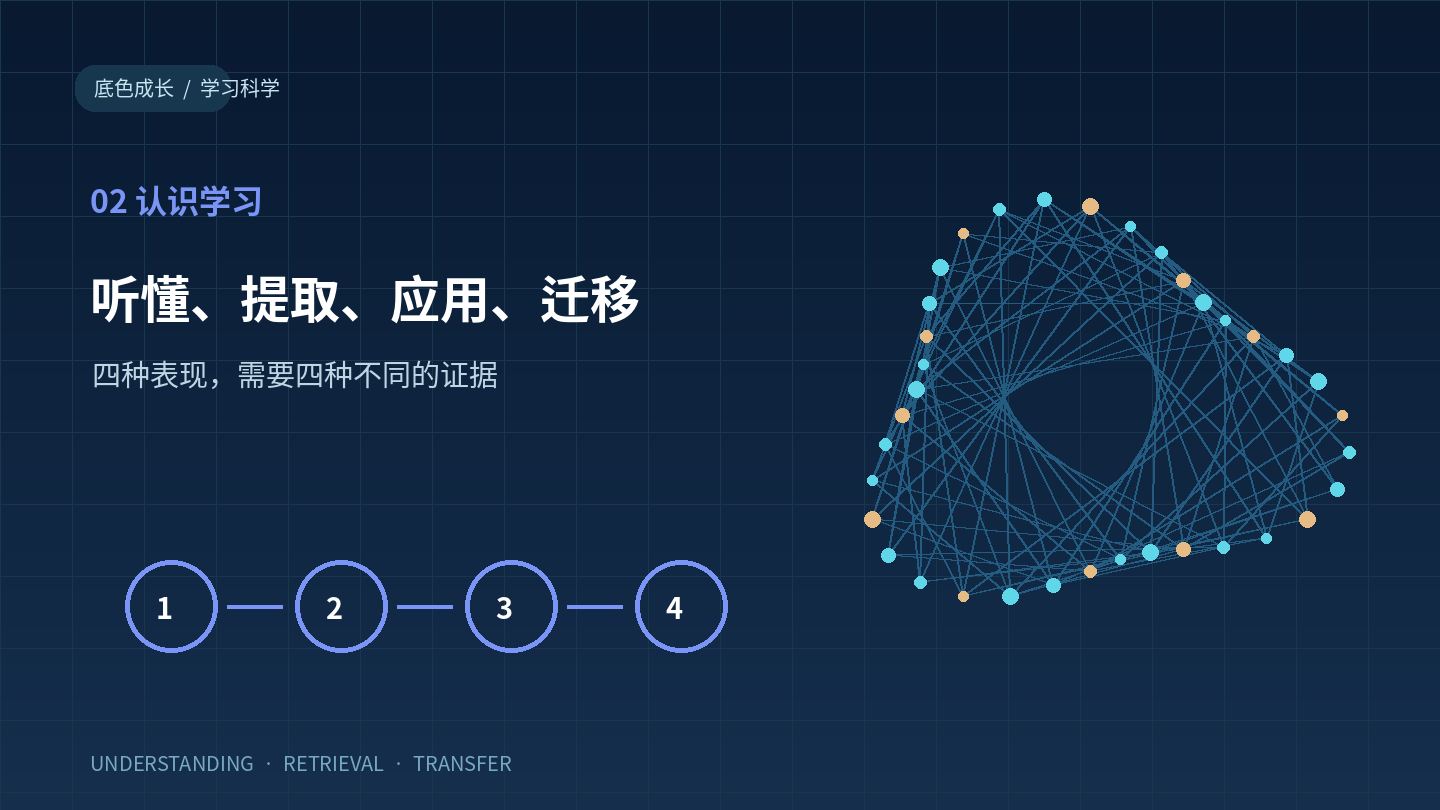 底色成长 / 学习科学
02 认识学习
听懂、提取、应用、迁移
四种表现，需要四种不同的证据
1 2 3 4
UNDERSTANDING · RETRIEVAL · TRANSFER